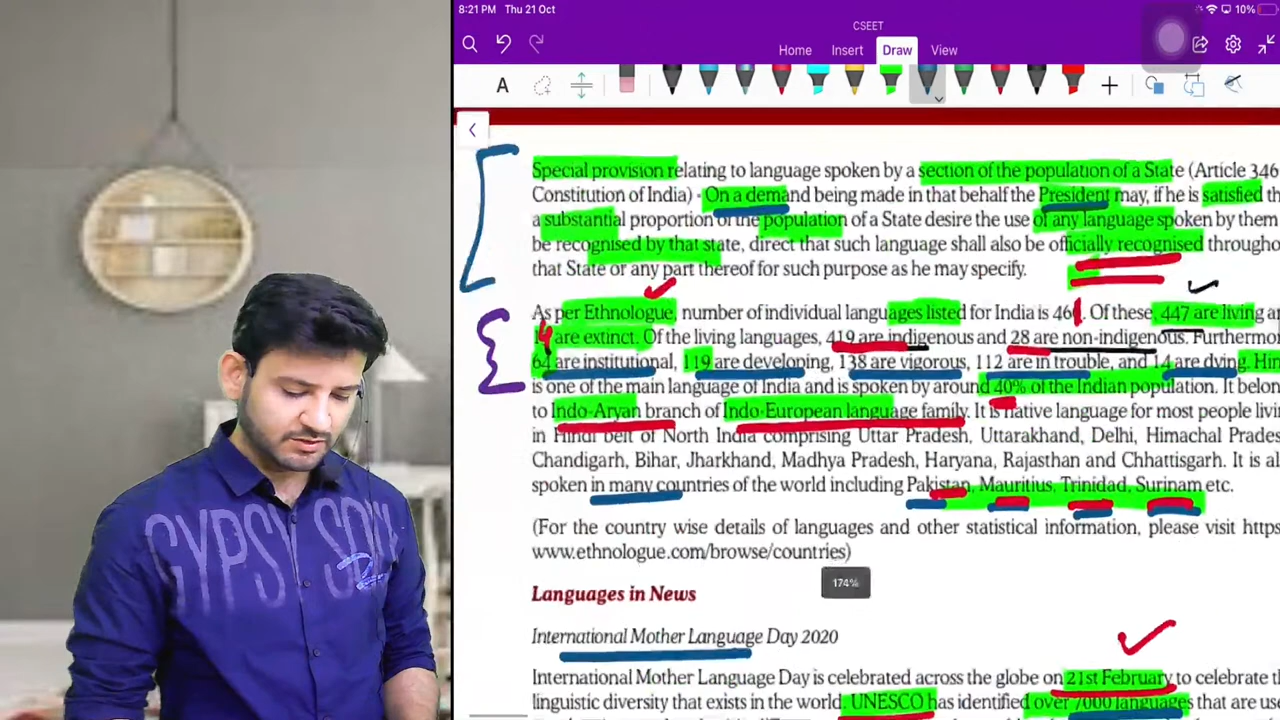 8:21 PM Thu 21 Oct
10%
CSEET
Home Insert Draw View
A
Special provision relating to language spoken by a section of the population of a State (Article 346
Constitution of India) - On a demand being made in that behalf the President may, if he is satisfied th
a substantial proportion of the population of a State desire the use of any language spoken by them
be recognised by that state, direct that such language shall also be officially recognised througho
that State or any part thereof for such purpose as he may specify.
As per Ethnologue, number of individual languages listed for India is 461. Of these, 447 are living an
14 are extinct. Of the living languages, 419 are indigenous and 28 are non-indigenous. Furthermor
64 are institutional, 119 are developing, 138 are vigorous, 112 are in trouble, and 14 are dying. Hin
is one of the main language of India and is spoken by around 40% of the Indian population. It belon
to Indo-Aryan branch of Indo-European language family. It is native language for most people livi
in Hindi belt of North India comprising Uttar Pradesh, Uttarakhand, Delhi, Himachal Prades
Chandigarh, Bihar, Jharkhand, Madhya Pradesh, Haryana, Rajasthan and Chhattisgarh. It is al
spoken in many countries of the world including Pakistan, Mauritius, Trinidad, Surinam etc.
(For the country wise details of languages and other statistical information, please visit https
www.ethnologue.com/browse/countries)
174%
Languages in News
International Mother Language Day 2020
International Mother Language Day is celebrated across the globe on 21st February to celebrate t
linguistic diversity that exists in the world. UNESCO has identified over 7000 languages that are use
GYPSY SOUL